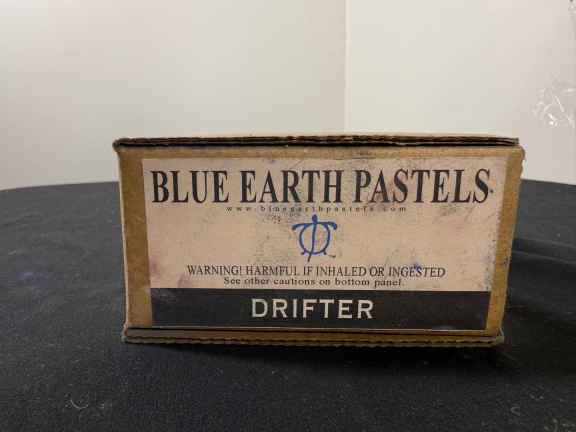 BLUE EARTH PASTELS
www.blueearthpastels.com
WARNING! HARMFUL IF INHALED OR INGESTED
See other cautions on bottom panel.
DRIFTER